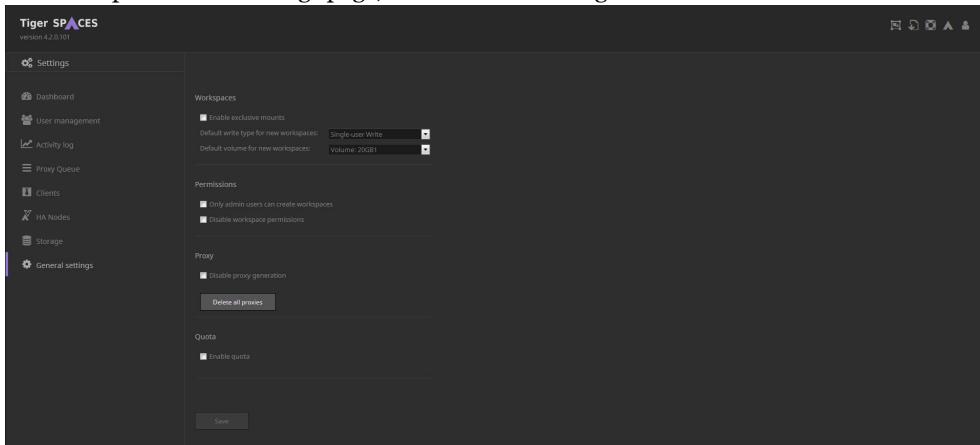 Tiger SPACES
version 4.2.0.101
Settings
Dashboard
User management
Activity log
Proxy Queue
Clients
HA Nodes
Storage
General settings
Workspaces
Enable exclusive mounts
Default write type for new workspaces: Single-user Write
Default volume for new workspaces: Volume: 20GB1
Permissions
Only admin users can create workspaces
Disable workspace permissions
Proxy
Disable proxy generation
Delete all proxies
Quota
Enable quota
Save